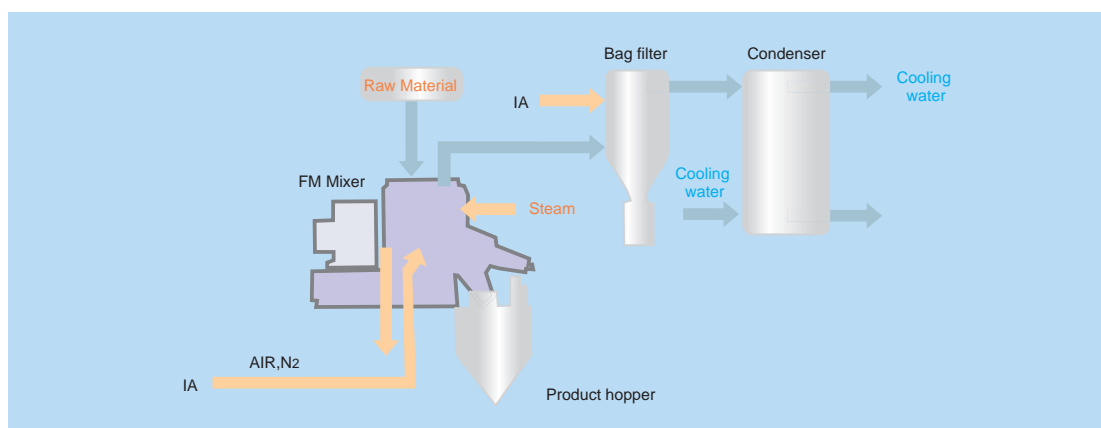 Bag filter
Condenser
Raw Material
Cooling
water
IA
FM Mixer
Cooling
water
Steam
AIR,N2
IA
Product hopper